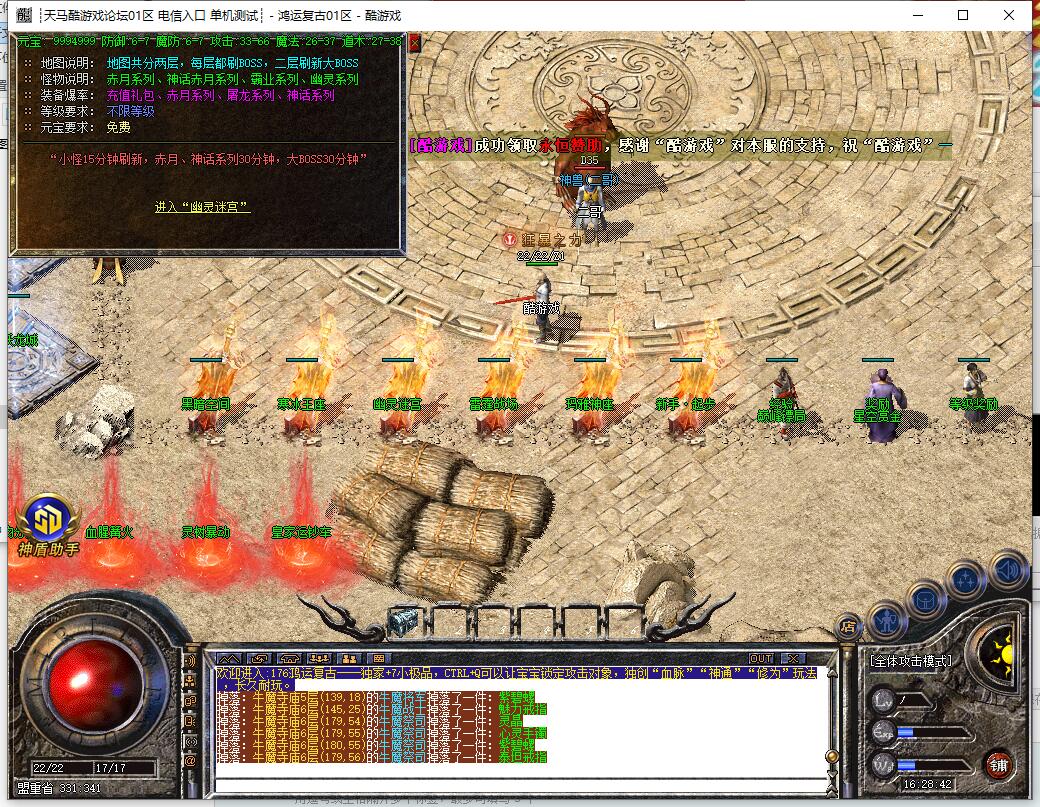 天马酷游戏论坛01区 电信入口 单机测试 - 鸿运复古01区 - 酷游戏
元宝：9994999 防御:6=7 魔防:6=7 攻击:33=66 魔法:26=37 道术:27=38
:: 地图说明： 地图共分两层，每层都刷BOSS，二层刷新大BOSS
:: 怪物说明： 赤月系列、神话赤月系列、霸业系列、幽灵系列
:: 装备爆率： 充值礼包、赤月系列、屠龙系列、神话系列
:: 等级要求： 不限等级
:: 元宝要求： 免费
“小怪15分钟刷新，赤月、神话系列30分钟，大BOSS30分钟”
进入“幽灵迷宫”
[酷游戏]成功领取永恒赞助，感谢“酷游戏”对本服的支持，祝“酷游戏”一
D35
神兽(二哥)
二哥
狂星之力
22/22/Z1
酷游戏
龙城
黑暗空间
寒冰王座
幽灵迷宫
雷霆战场
玛雅神座
新手·起步
巅峰镖局
奖励
星空赏金
等级奖励
血腥篝火
灵树暴动
皇家运钞车
神盾助手
店
OUT
欢迎进入:176鸿运复古——独家+7小极品，CTRL+Q可以让宝宝锁定攻击对象，独创“血脉”“神通”“修为”玩法
，长久耐玩。
掉落：牛魔寺庙6层(139,18)的牛魔将军掉落了一件：紫碧螺
掉落：牛魔寺庙6层(145,25)的牛魔战士掉落了一件：魅力戒指
掉落：牛魔寺庙6层(179,54)的牛魔祭司掉落了一件：灵晶
掉落：牛魔寺庙6层(179,55)的牛魔祭司掉落了一件：心灵手镯
掉落：牛魔寺庙6层(180,55)的牛魔祭司掉落了一件：紫碧螺
掉落：牛魔寺庙6层(179,56)的牛魔祭司掉落了一件：泰坦戒指
[全体攻击模式]
Lv
7
Exp
W
铺
22/22
17/17
盟重省 331:341
16:28:42